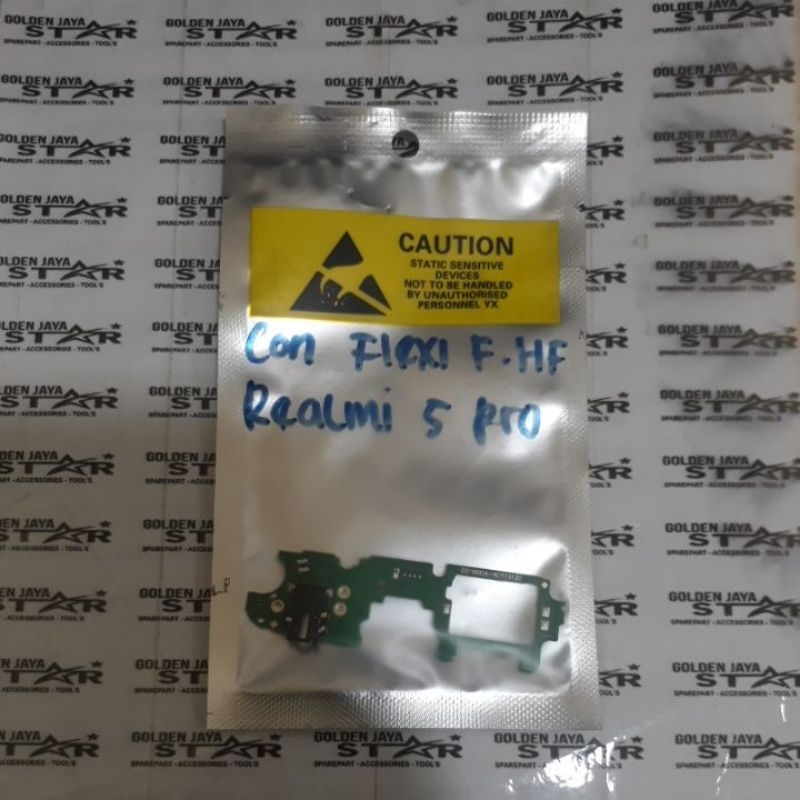 GOLDEN JAYA
STAR
SPAREPART - ACCESSORIES - TOOL'S
CAUTION
STATIC SENSITIVE
DEVICES
NOT TO BE HANDLED
BY UNAUTHORISED
PERSONNEL YX
Con Flexi F.HF
Realmi 5 pro